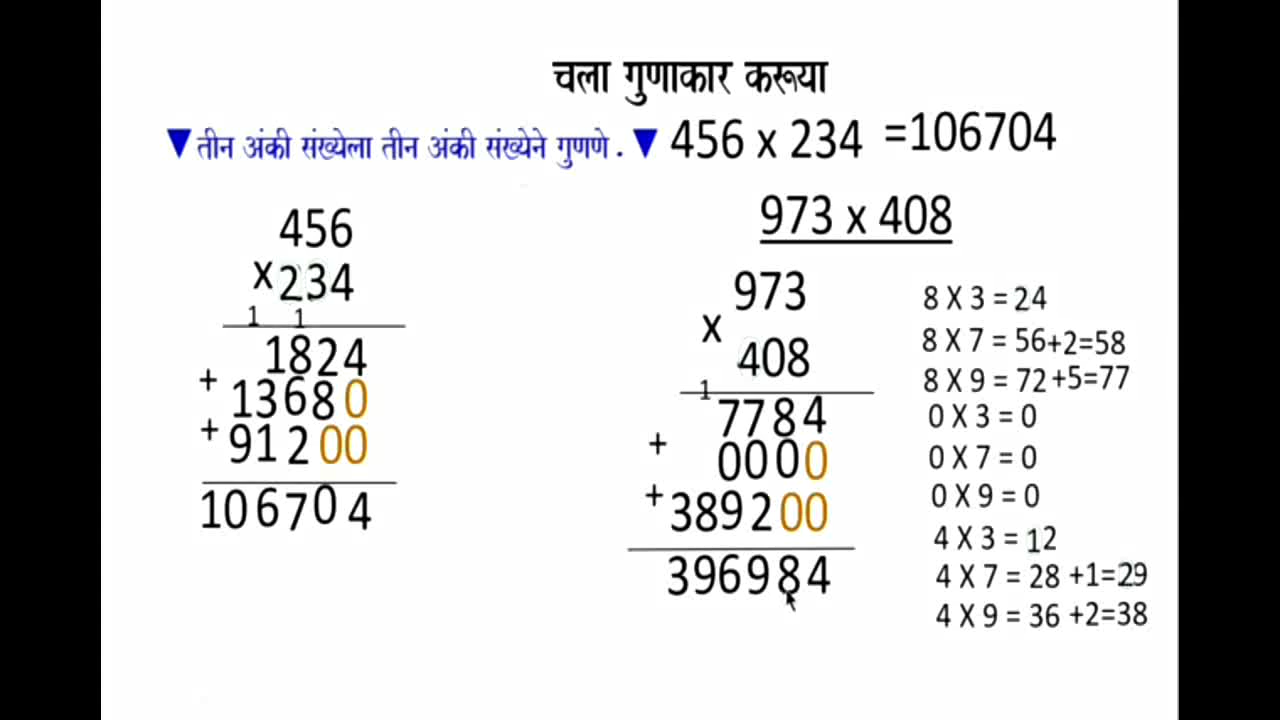 चला गुणाकार करूया
▼तीन अंकी संख्येला तीन अंकी संख्येने गुणणे . ▼ 456 x 234 =106704
456
x 234
1 1
1824
+ 13680
+ 91200
106704
973 x 408
973
x
408
1
7784
+ 0000
+ 389200
396984
8 X 3 = 24
8 X 7 = 56+2=58
8 X 9 = 72 +5=77
0 X 3 = 0
0 X 7 = 0
0 X 9 = 0
4 X 3 = 12
4 X 7 = 28 +1=29
4 X 9 = 36 +2=38